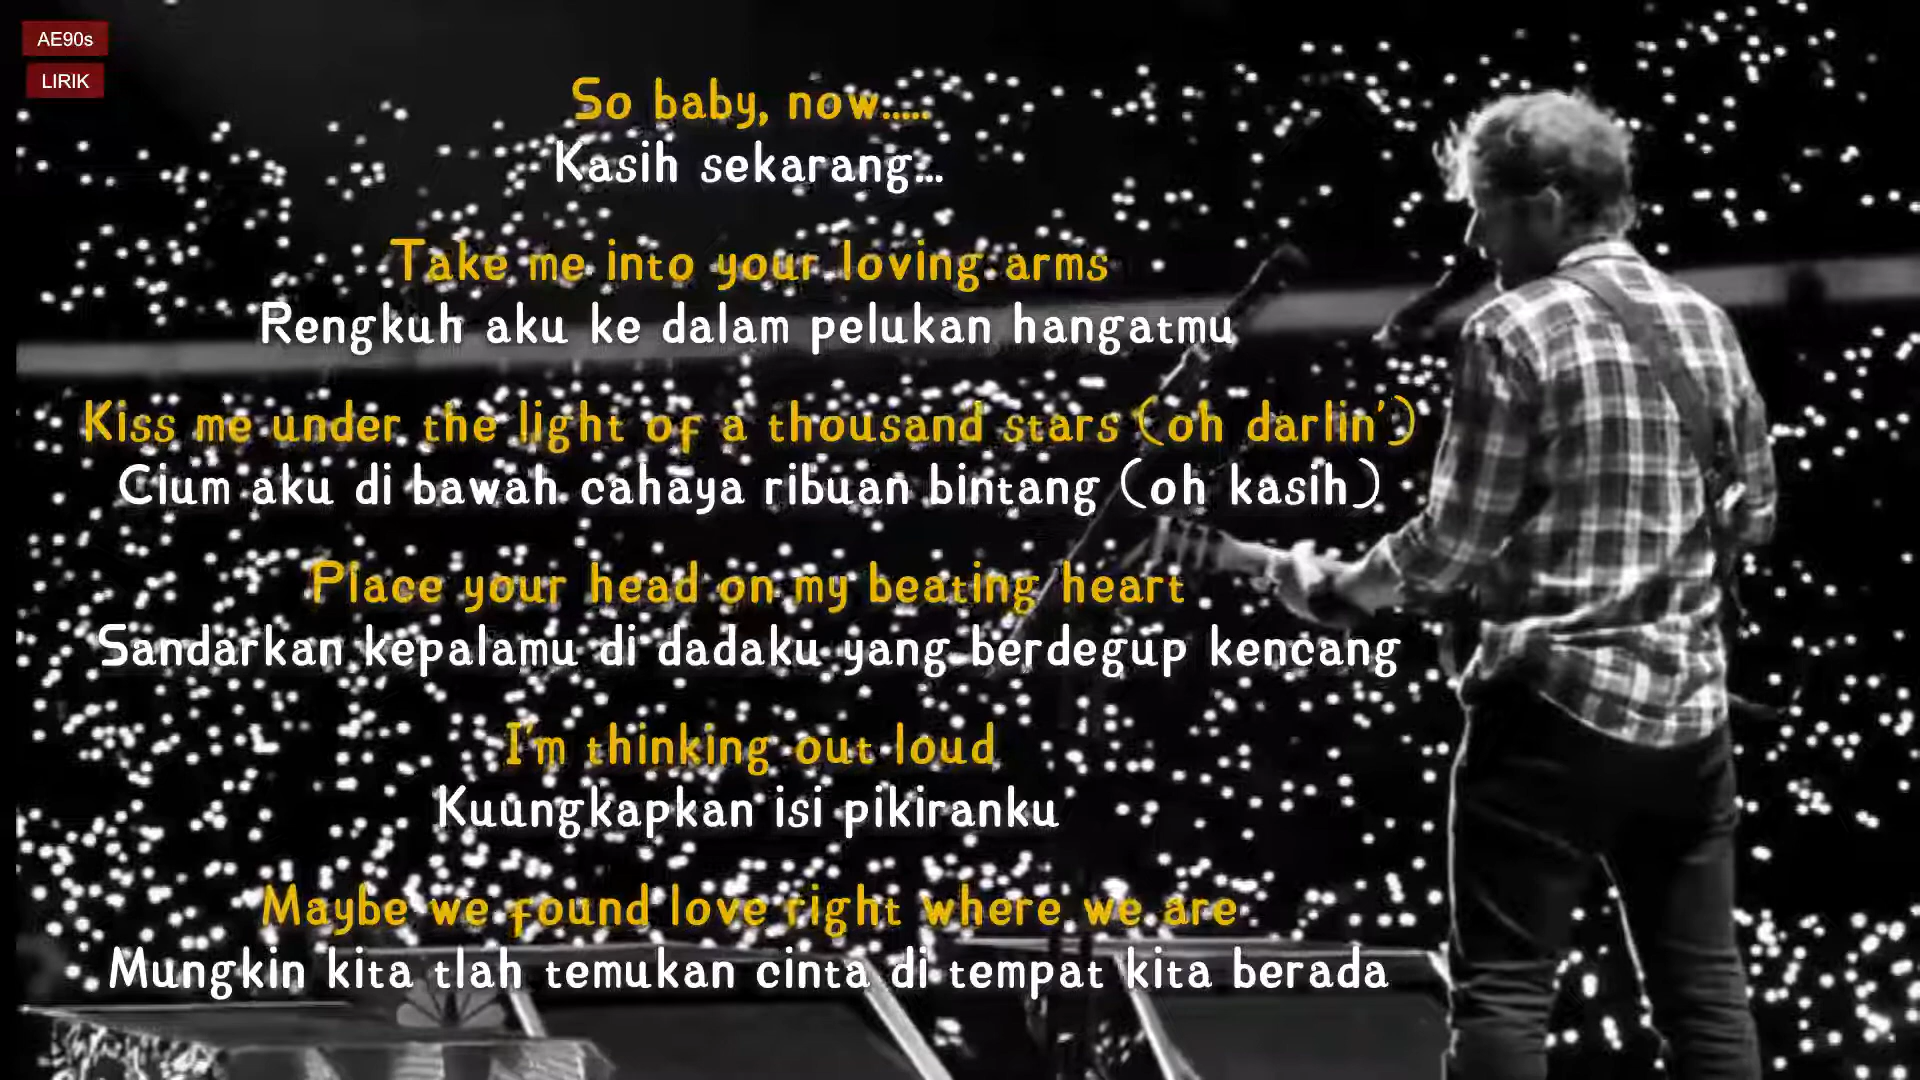 AE90s
LIRIK
So baby, now.....
Kasih sekarang...
Take me into your loving arms
Rengkuh aku ke dalam pelukan hangatmu
Kiss me under the light of a thousand stars (oh darlin')
Cium aku di bawah cahaya ribuan bintang (oh kasih)
Place your head on my beating heart
Sandarkan kepalamu di dadaku yang berdegup kencang
I'm thinking out loud
Kuungkapkan isi pikiranku
Maybe we found love right where we are
Mungkin kita tlah temukan cinta di tempat kita berada